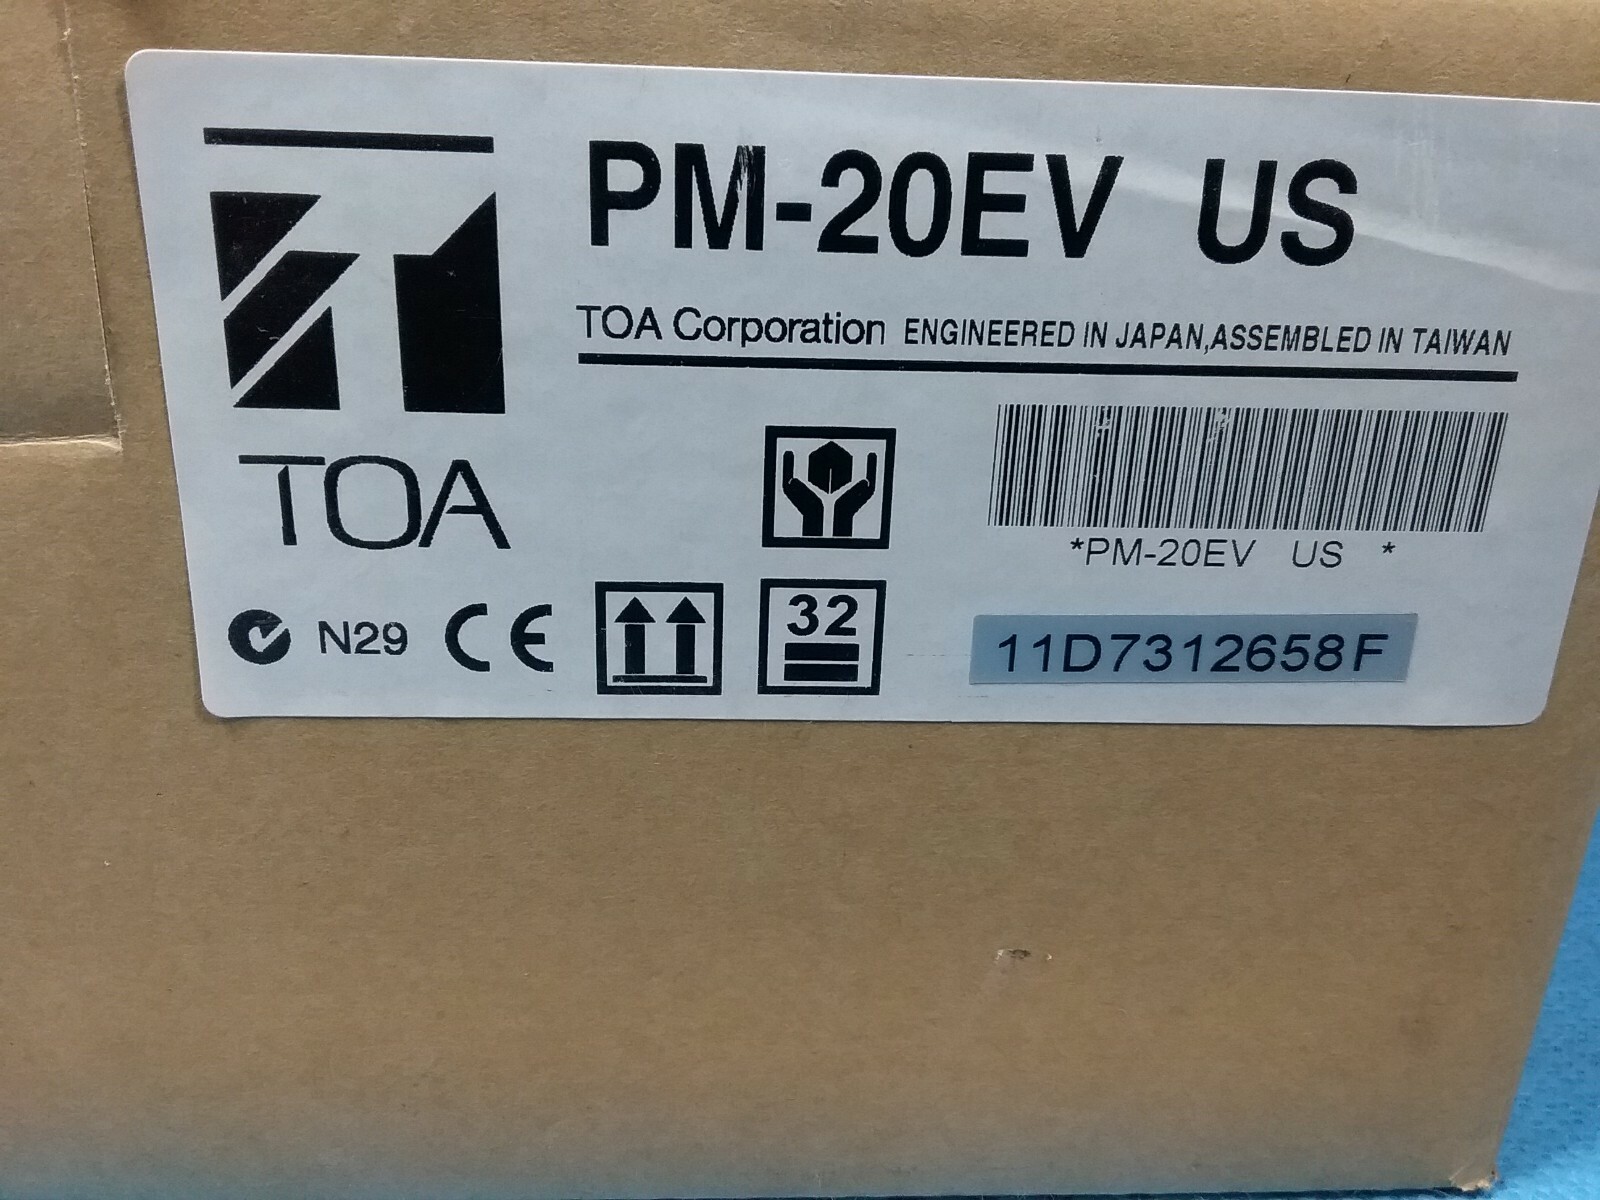 PM-20EV US
TOA Corporation ENGINEERED IN JAPAN,ASSEMBLED IN TAIWAN
TOA
*PM-20EV US *
N29 CE
32
11D7312658F